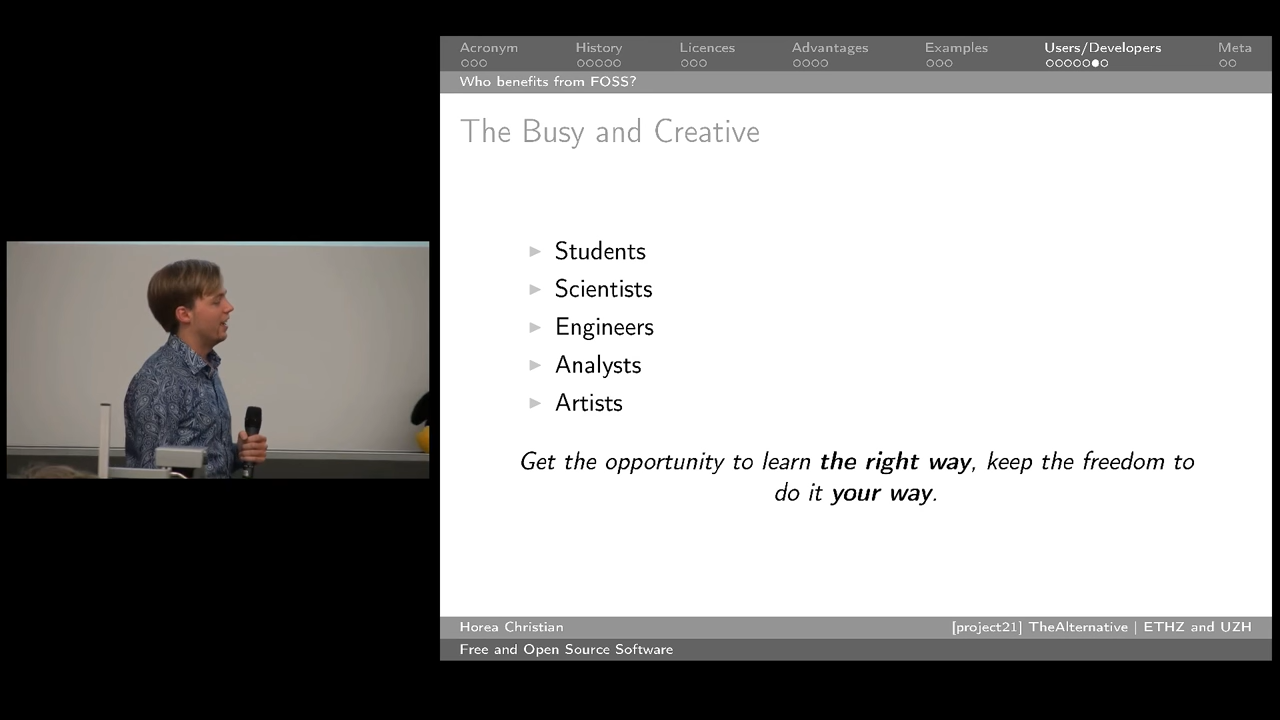 Acronym History Licences Advantages Examples Users/Developers Meta
Who benefits from FOSS?
The Busy and Creative
Students
Scientists
Engineers
Analysts
Artists
Get the opportunity to learn the right way, keep the freedom to
do it your way.
Horea Christian [project21] TheAlternative | ETHZ and UZH
Free and Open Source Software